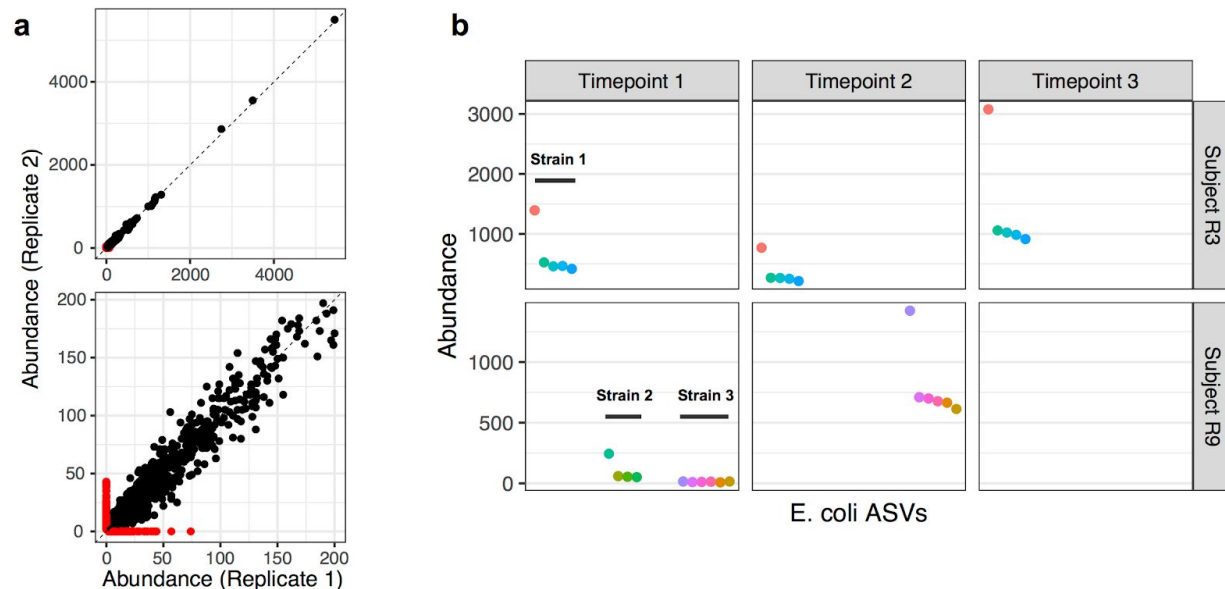 a
Abundance (Replicate 2)
4000
2000
0
0
2000
4000
200
150
100
50
0
0
50
100
150
200
Abundance (Replicate 1)
b
Timepoint 1
Timepoint 2
Timepoint 3
Abundance
3000
2000
1000
Strain 1
Subject R3
1000
500
0
Strain 2
Strain 3
Subject R9
E. coli ASVs